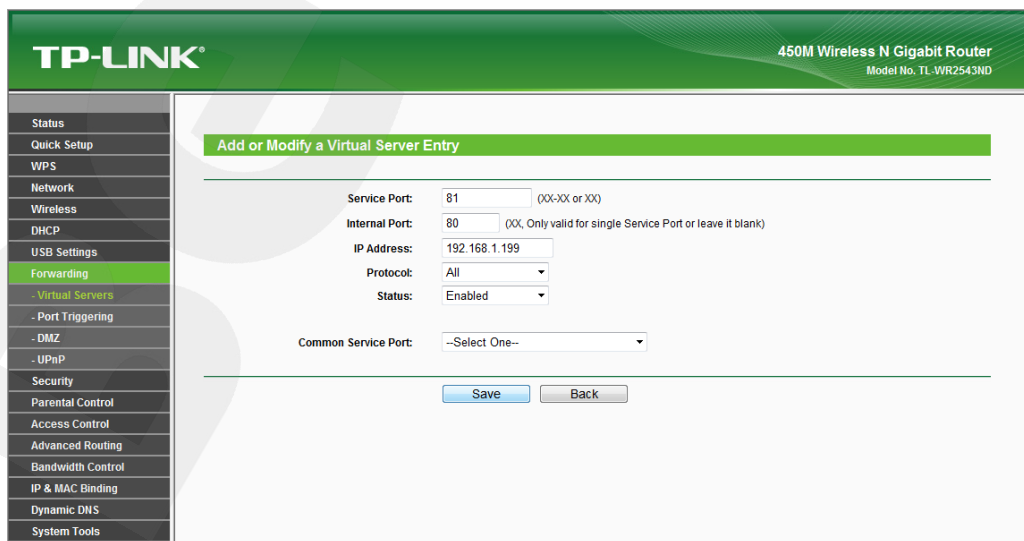 TP-LINK®
450M Wireless N Gigabit Router
Model No. TL-WR2543ND
Status
Quick Setup
WPS
Network
Wireless
DHCP
USB Settings
Forwarding
- Virtual Servers
- Port Triggering
- DMZ
- UPnP
Security
Parental Control
Access Control
Advanced Routing
Bandwidth Control
IP & MAC Binding
Dynamic DNS
System Tools
Add or Modify a Virtual Server Entry
Service Port: 81 (XX-XX or XX)
Internal Port: 80 (XX, Only valid for single Service Port or leave it blank)
IP Address: 192.168.1.199
Protocol: All
Status: Enabled
Common Service Port: --Select One--
Save Back